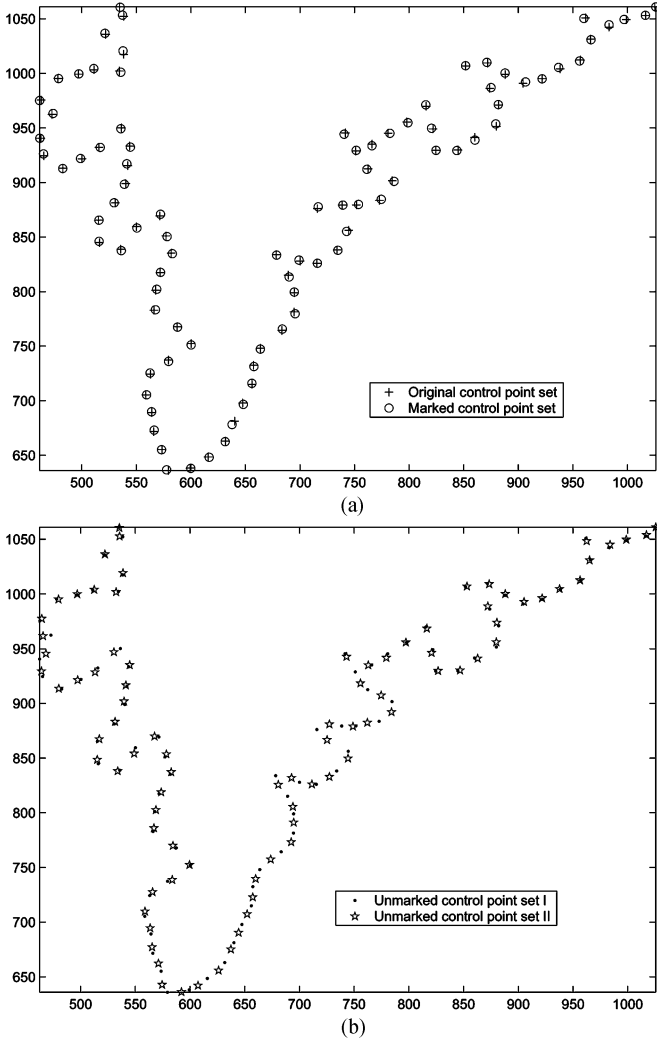 1050
1000
950
900
850
800
750
700
650
500 550 600 650 700 750 800 850 900 950 1000
Original control point set
Marked control point set
(a)
1050
1000
950
900
850
800
750
700
650
500 550 600 650 700 750 800 850 900 950 1000
Unmarked control point set I
Unmarked control point set II
(b)